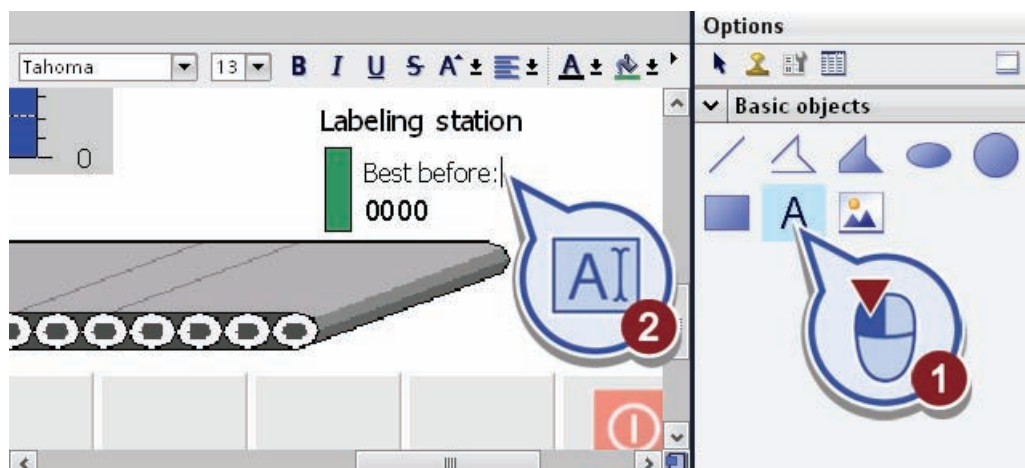 Options
Tahoma 13 B I U S A A
Basic objects
Labeling station
0
Best before:
A
0000
A
2
1